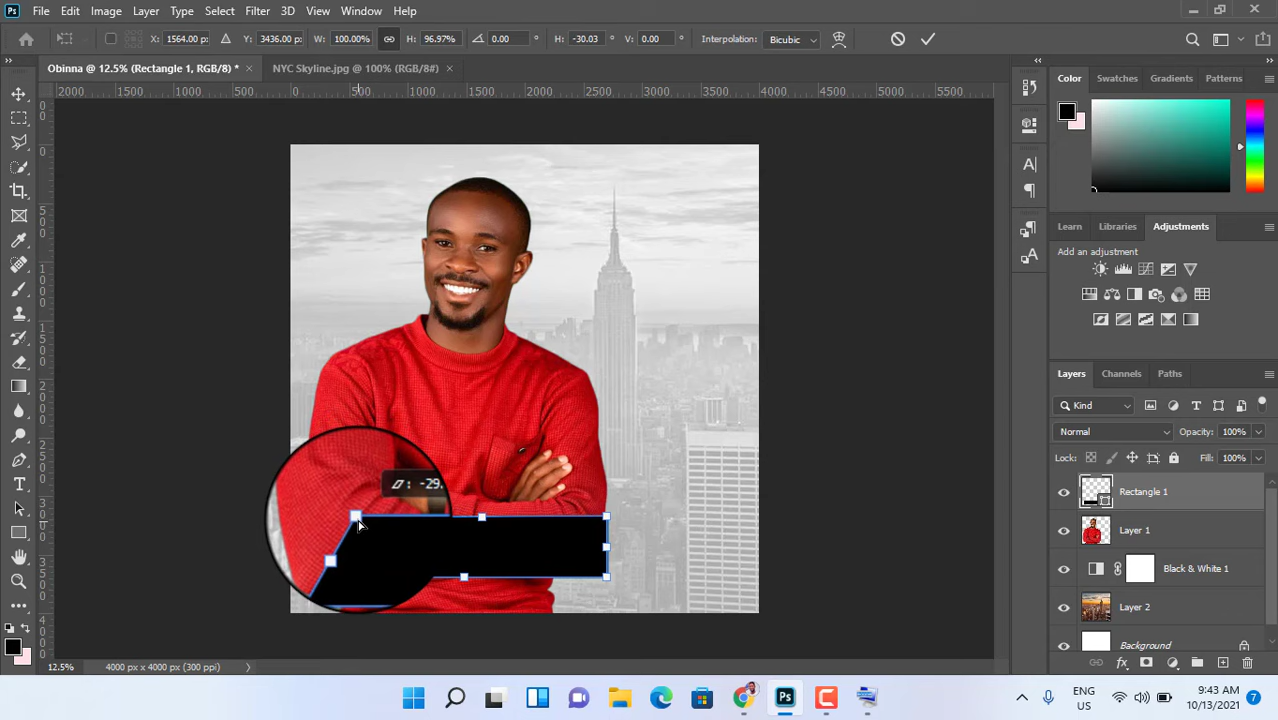 Ps File Edit Image Layer Type Select Filter 3D View Window Help
X: 1564.00 px Y: 3436.00 px W: 100.00% H: 96.97% 0.00 ° H: -30.03 ° V: 0.00 ° Interpolation: Bicubic
Obinna @ 12.5% (Rectangle 1, RGB/8) * × NYC Skyline.jpg @ 100% (RGB/8#) ×
2000 1500 1000 500 0 500 1000 1500 2000 2500 3000 3500 4000 4500 5000 5500
Color Swatches Gradients Patterns
Learn Libraries Adjustments
Add an adjustment
Layers Channels Paths
Kind
Normal Opacity: 100%
Lock: Fill: 100%
Rectangle 1
Layer 1
Black & White 1
Layer 2
Background
: -29.
12.5% 4000 px x 4000 px (300 ppi)
ENG
US
9:43 AM
10/13/2021
7